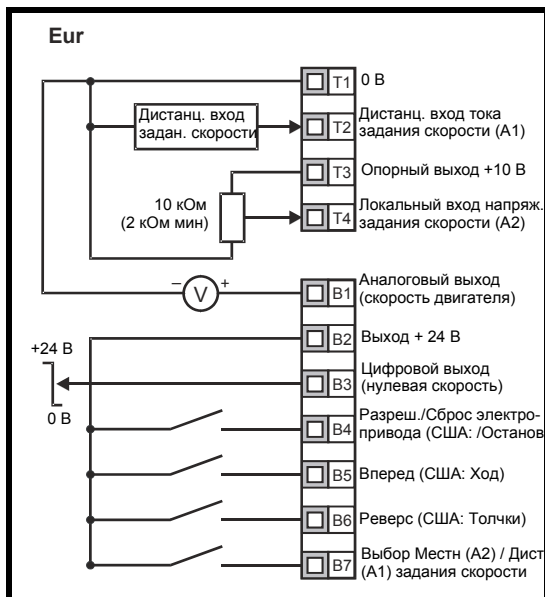 Eur
T1 0 В
Дистанц. вход
задан. скорости
T2 Дистанц. вход тока
задания скорости (A1)
T3 Опорный выход +10 В
10 кОм
(2 кОм мин)
T4 Локальный вход напряж.
задания скорости (A2)
– V +
B1 Аналоговый выход
(скорость двигателя)
B2 Выход + 24 В
+24 В
0 В
B3 Цифровой выход
(нулевая скорость)
B4 Разреш./Сброс электро-
привода (США: /Останов
B5 Вперед (США: Ход)
B6 Реверс (США: Толчки)
B7 Выбор Местн (A2) / Дист
(A1) задания скорости